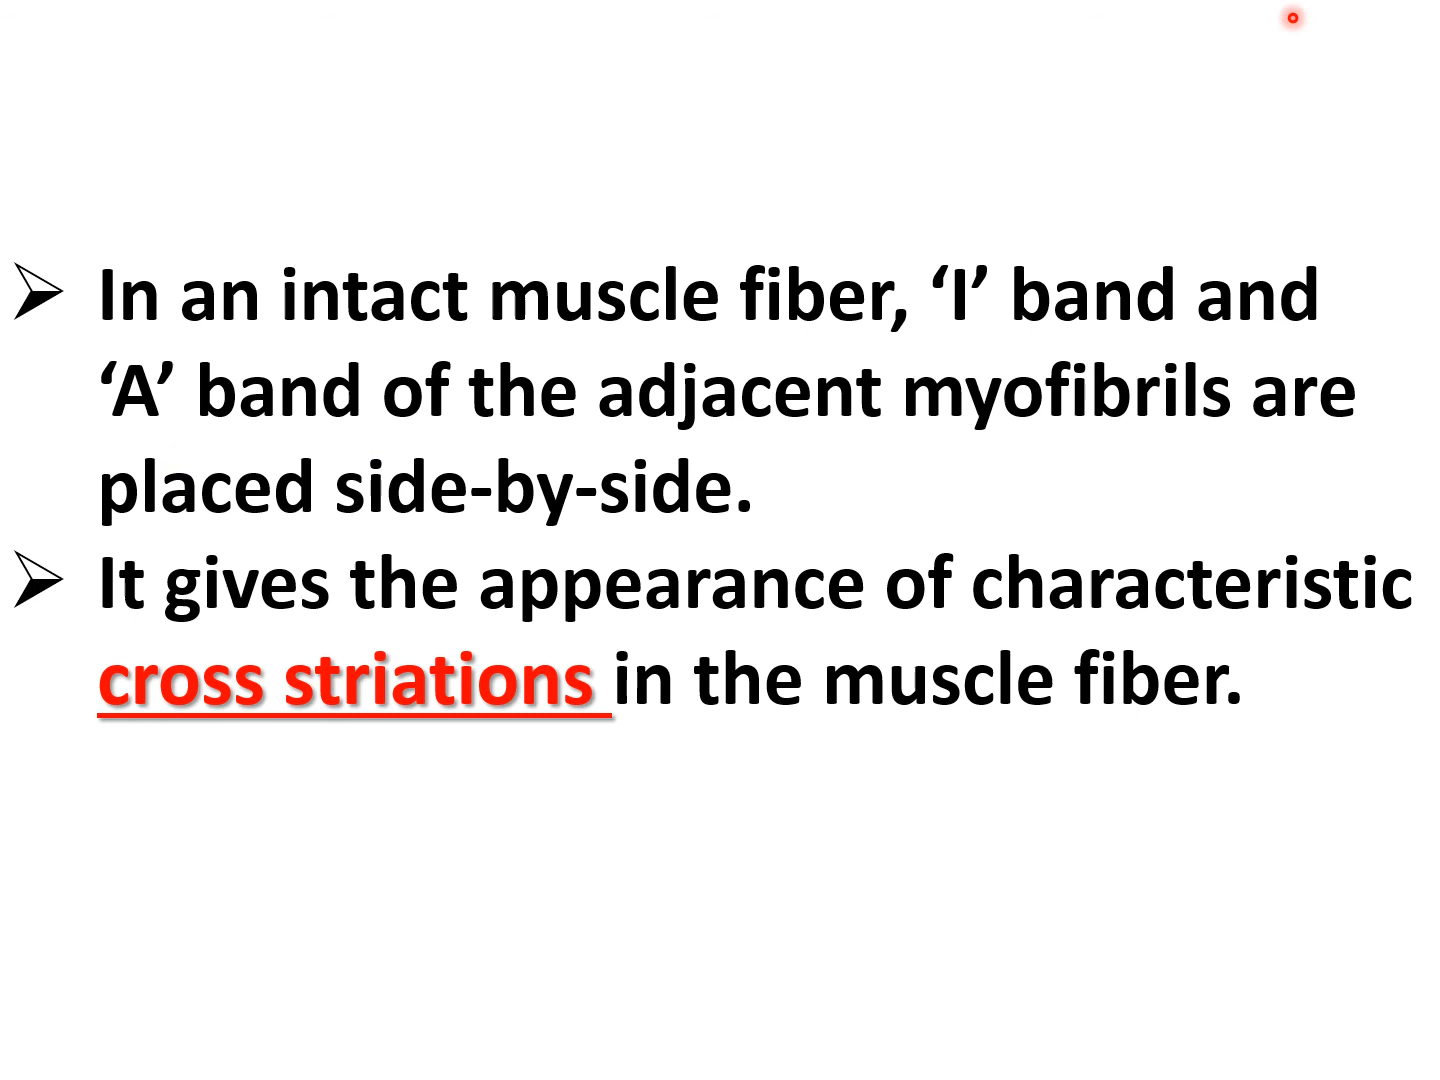 ➢ In an intact muscle fiber, ‘I’ band and
‘A’ band of the adjacent myofibrils are
placed side-by-side.
➢ It gives the appearance of characteristic
cross striations in the muscle fiber.